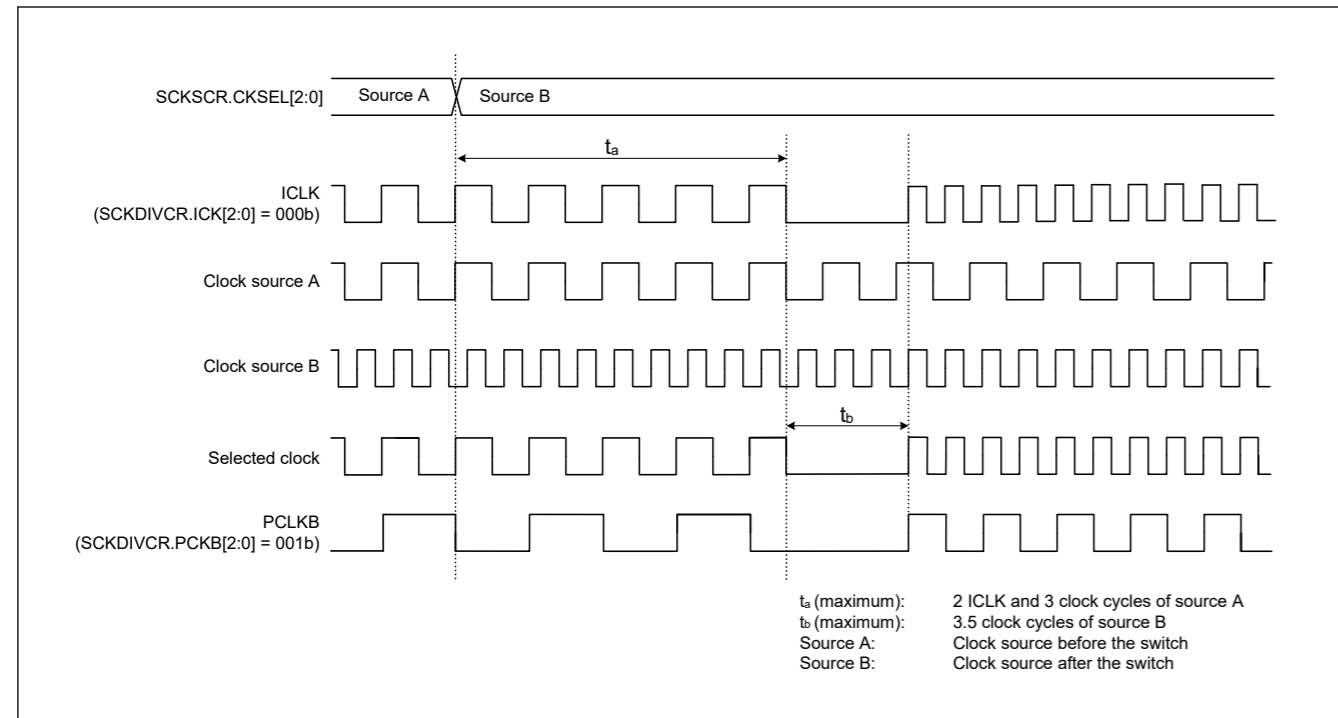 SCKSCR.CKSEL[2:0] Source A Source B
ta
ICLK
(SCKDIVCR.ICK[2:0] = 000b)
Clock source A
Clock source B
tb
Selected clock
PCLKB
(SCKDIVCR.PCKB[2:0] = 001b)
ta (maximum): 2 ICLK and 3 clock cycles of source A
tb (maximum): 3.5 clock cycles of source B
Source A: Clock source before the switch
Source B: Clock source after the switch